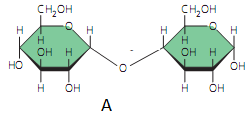 CH₂OH CH₂OH
H O H H O H
H H
OH H - OH H
HO O OH
H OH H OH
A